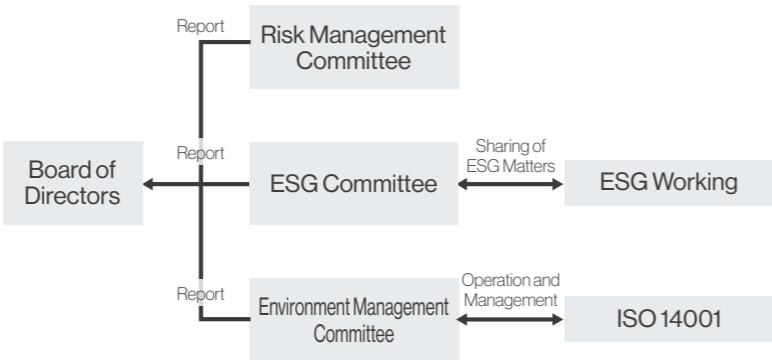 Report
Risk Management
Committee
Board of
Directors
Report
ESG Committee
Sharing of
ESG Matters
ESG Working
Report
Environment Management
Committee
Operation and
Management
ISO 14001